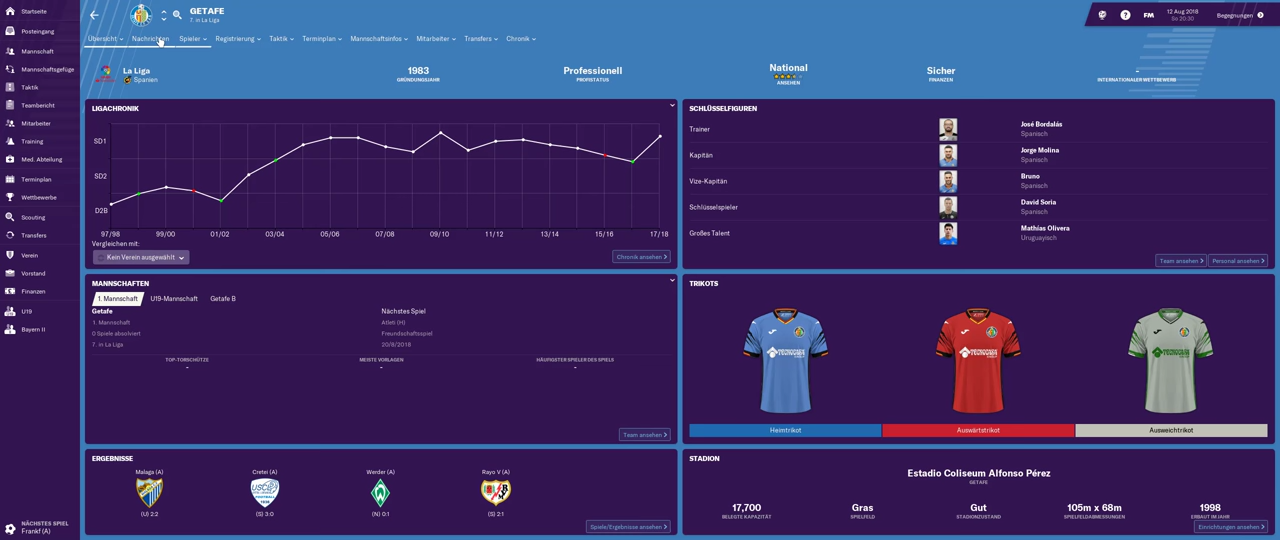 Startseite
Posteingang
Mannschaft
Mannschaftsgefüge
Taktik
Teambericht
Mitarbeiter
Training
Med. Abteilung
Terminplan
Wettbewerbe
Scouting
Transfers
Verein
Vorstand
Finanzen
U19
Bayern II
NÄCHSTES SPIEL
Frankf (A)
GETAFE
7. in La Liga
FM
12 Aug 2018
So 20:30
Begegnungen
Übersicht Nachrichten Spieler Registrierung Taktik Terminplan Mannschaftsinfos Mitarbeiter Transfers Chronik
La Liga
Spanien
1983
GRÜNDUNGSJAHR
Professionell
PROFISTATUS
National
ANSEHEN
Sicher
FINANZEN
-
INTERNATIONALER WETTBEWERB
LIGACHRONIK
SD1
SD2
D2B
97/98 99/00 01/02 03/04 05/06 07/08 09/10 11/12 13/14 15/16 17/18
Vergleichen mit:
Kein Verein ausgewählt
Chronik ansehen
SCHLÜSSELFIGUREN
Trainer José Bordalás
Spanisch
Kapitän Jorge Molina
Spanisch
Vize-Kapitän Bruno
Spanisch
Schlüsselspieler David Soria
Spanisch
Großes Talent Mathías Olivera
Uruguayisch
Team ansehen Personal ansehen
MANNSCHAFTEN
1. Mannschaft U19-Mannschaft Getafe B
Getafe Nächstes Spiel
1. Mannschaft Atleti (H)
0 Spiele absolviert Freundschaftsspiel
7. in La Liga 20/8/2018
TOP-TORSCHÜTZE MEISTE VORLAGEN HÄUFIGSTER SPIELER DES SPIELS
- - -
Team ansehen
TRIKOTS
Heimtrikot Auswärtstrikot Ausweichtrikot
ERGEBNISSE
Malaga (A) Cretei (A) Werder (A) Rayo V (A)
(U) 2:2 (S) 3:0 (N) 0:1 (S) 2:1
Spiele/Ergebnisse ansehen
STADION
Estadio Coliseum Alfonso Pérez
GETAFE
17,700 Gras Gut 105m x 68m 1998
BELEGTE KAPAZITÄT SPIELFELD STADIONZUSTAND SPIELFELDABMESSUNGEN ERBAUT IM JAHR
Einrichtungen ansehen